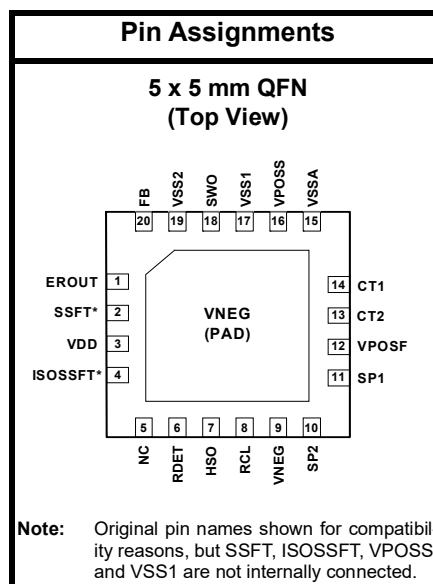 Pin Assignments
5 x 5 mm QFN
(Top View)
FB VSS2 SWO VSS1 VPOSS VSSA
20 19 18 17 16 15
EROUT 1
SSFT* 2
VDD 3
ISOSSFT* 4
VNEG
(PAD)
14 CT1
13 CT2
12 VPOSF
11 SP1
5 6 7 8 9 10
NC RDET HSO RCL VNEG SP2
Note: Original pin names shown for compatibil-
ity reasons, but SSFT, ISOSSFT, VPOSS
and VSS1 are not internally connected.